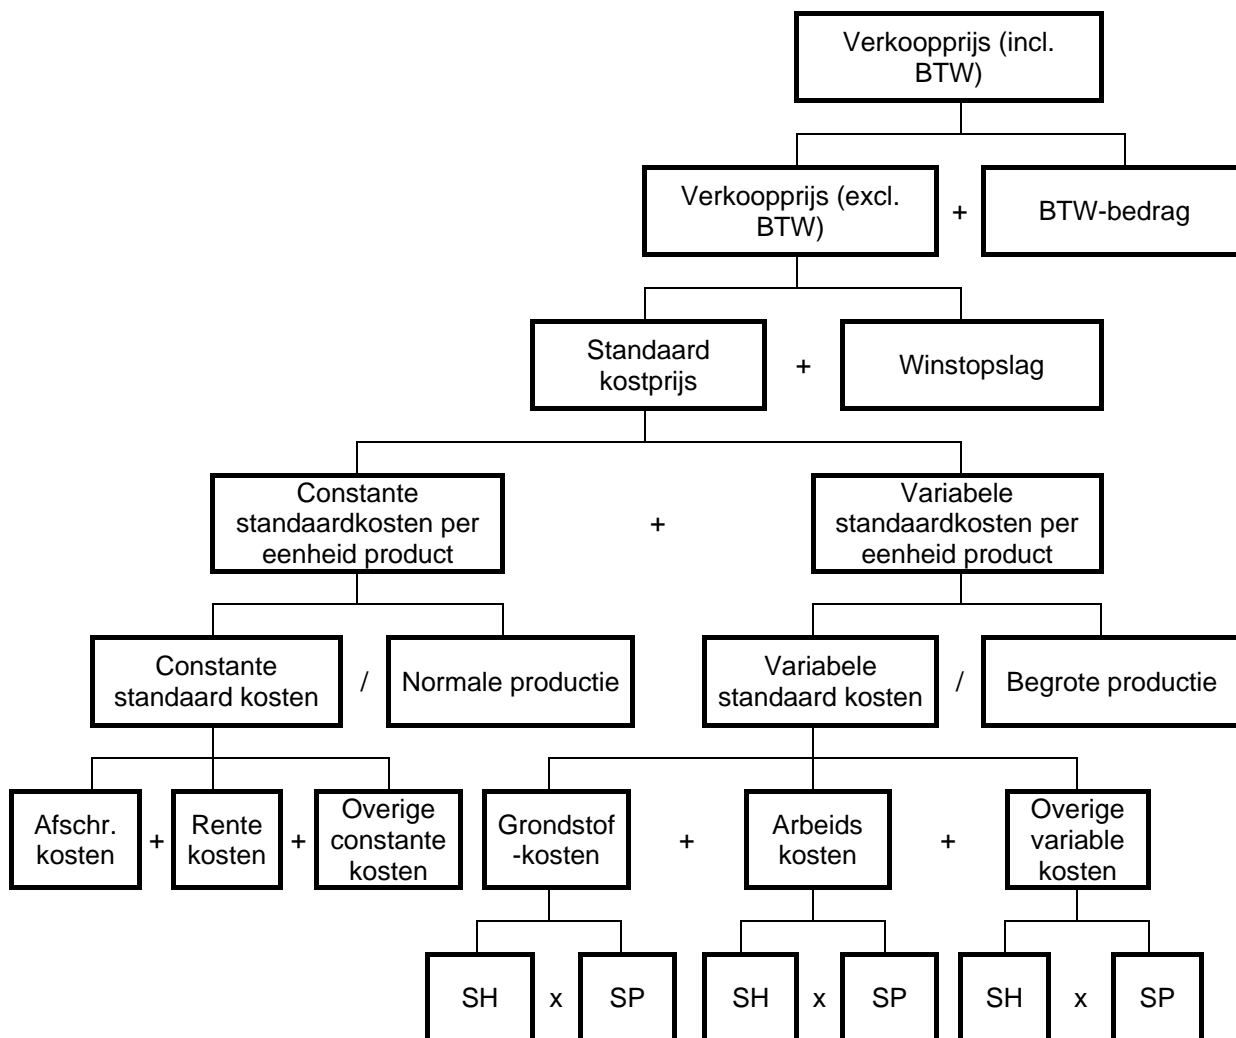 Verkoopprijs (incl.
BTW)
Verkoopprijs (excl.
BTW)
+
BTW-bedrag
Standaard
kostprijs
+
Winstopslag
Constante
standaardkosten per
eenheid product
+
Variabele
standaardkosten per
eenheid product
Constante
standaard kosten
/
Normale productie
Variabele
standaard kosten
/
Begrote productie
Afschr.
kosten
+
Rente
kosten
+
Overige
constante
kosten
Grondstof
-kosten
+
Arbeids
kosten
+
Overige
variable
kosten
SH
x
SP
SH
x
SP
SH
x
SP